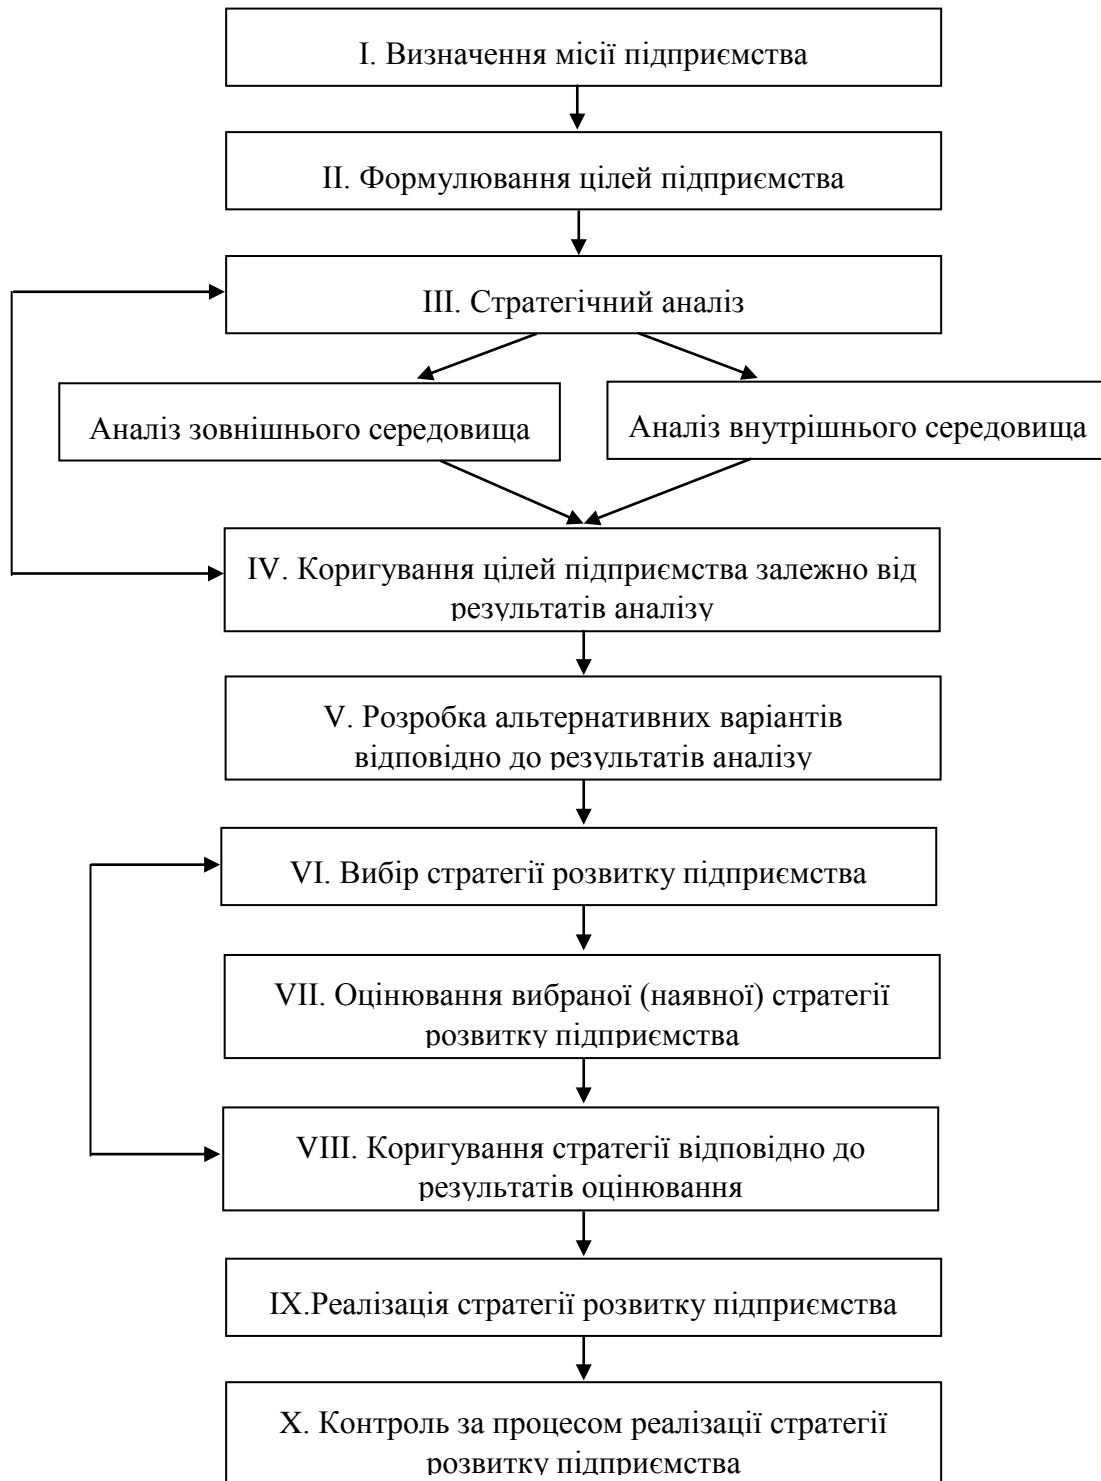 I. Визначення місії підприємства
II. Формулювання цілей підприємства
III. Стратегічний аналіз
Аналіз зовнішнього середовища
Аналіз внутрішнього середовища
IV. Коригування цілей підприємства залежно від
результатів аналізу
V. Розробка альтернативних варіантів
відповідно до результатів аналізу
VI. Вибір стратегії розвитку підприємства
VII. Оцінювання вибраної (наявної) стратегії
розвитку підприємства
VIII. Коригування стратегії відповідно до
результатів оцінювання
IX.Реалізація стратегії розвитку підприємства
X. Контроль за процесом реалізації стратегії
розвитку підприємства